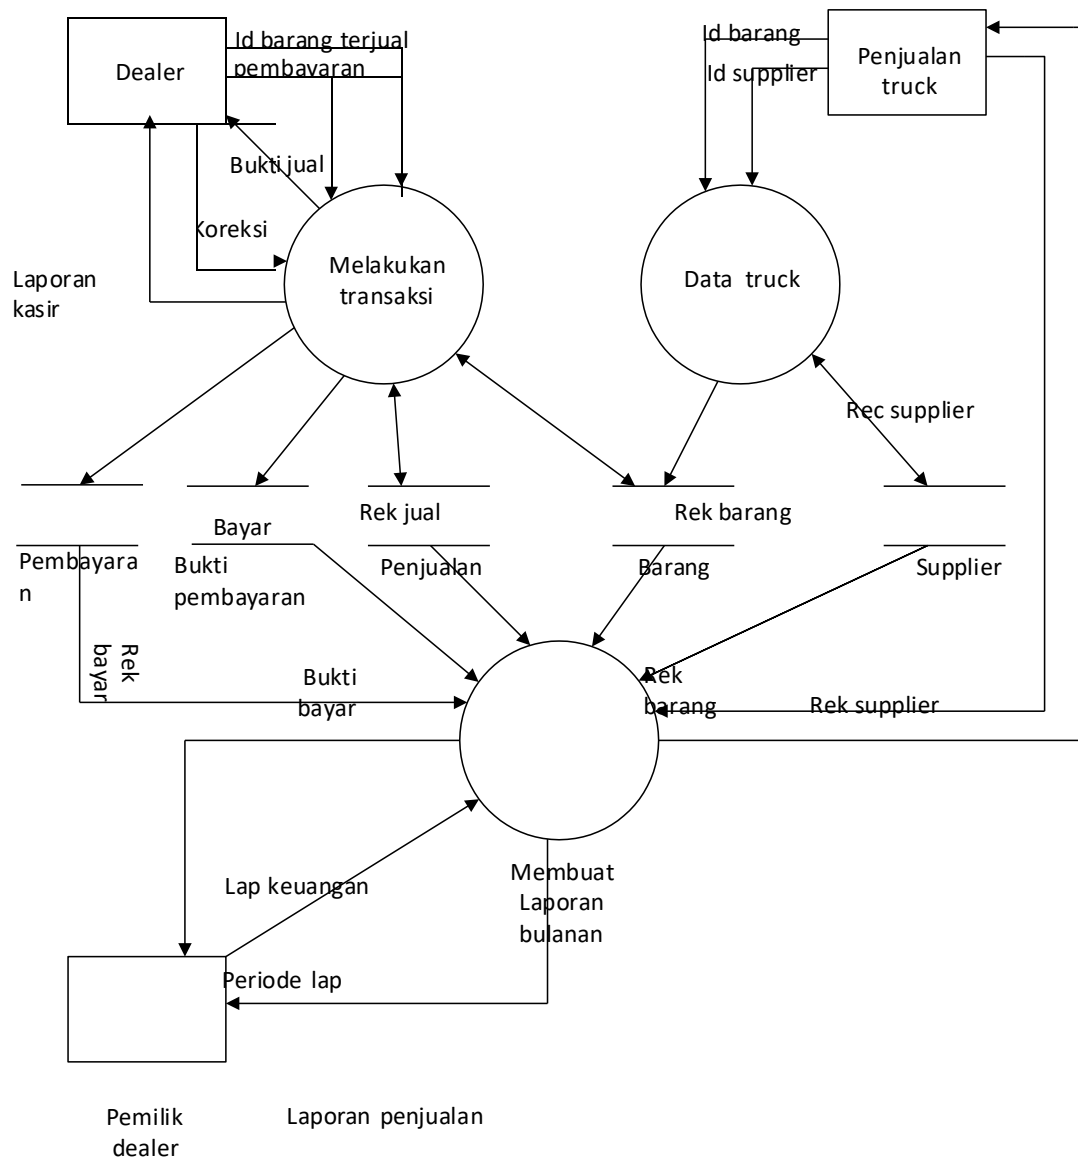 Id barang terjual
pembayaran
Dealer
Id barang
Id supplier
Penjualan
truck
Bukti jual
Koreksi
Laporan
kasir
Melakukan
transaksi
Data truck
Rec supplier
Bayar
Rek jual
Rek barang
Pembayara
n
Bukti
pembayaran
Penjualan
Barang
Supplier
Rek
bayar
Bukti
bayar
Rek
barang
Rek supplier
Lap keuangan
Membuat
Laporan
bulanan
Periode lap
Pemilik
dealer
Laporan penjualan